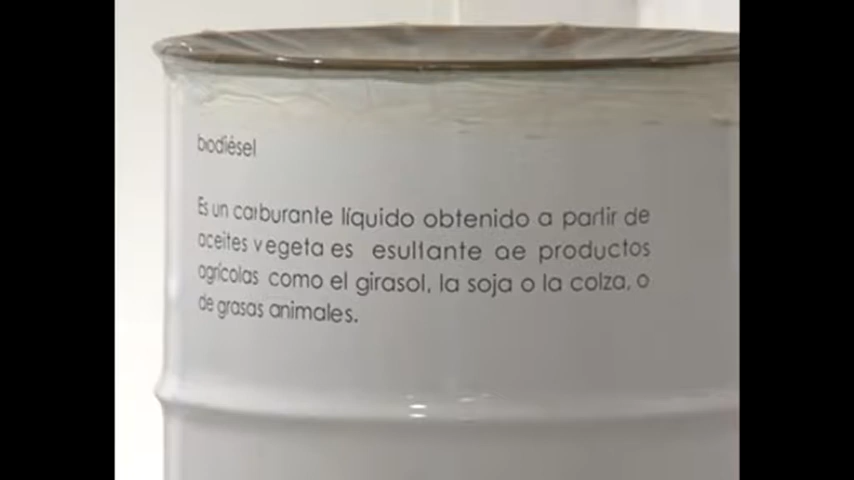 biodiésel
Es un carburante líquido obtenido a partir de
aceites vegeta es esultante de productos
agrícolas como el girasol, la soja o la colza, o
de grasas animales.